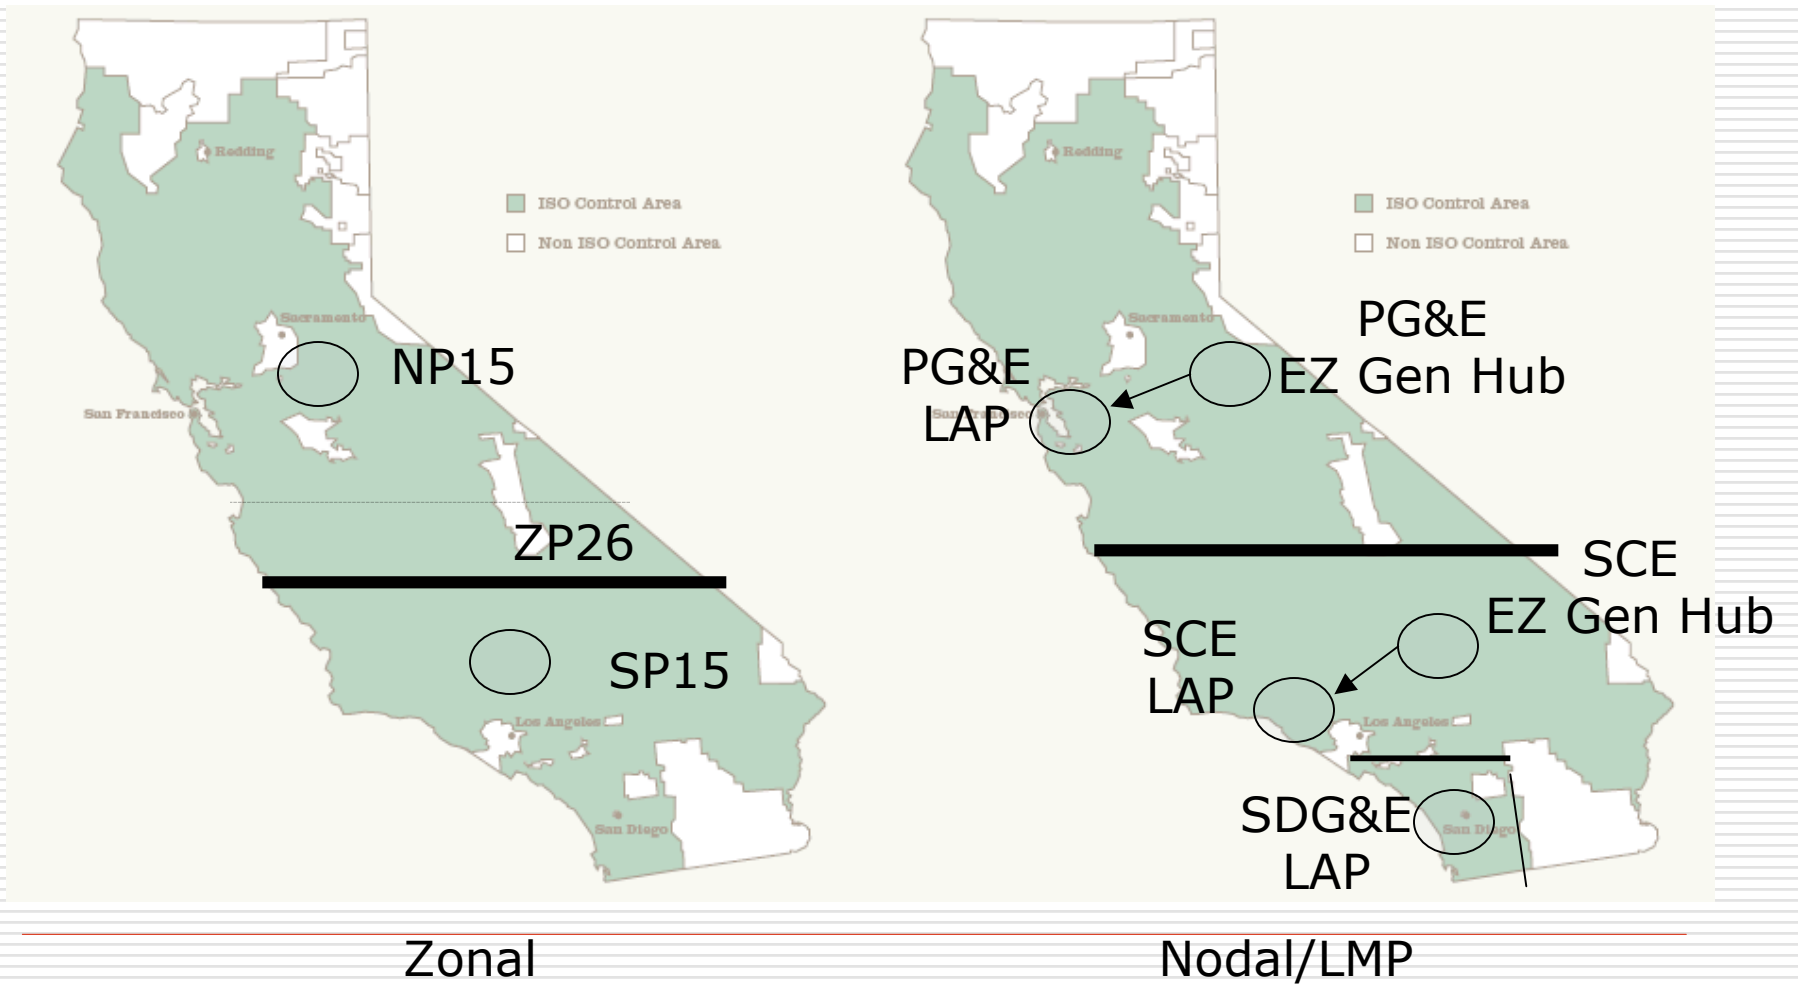 Redding
ISO Control Area
Non ISO Control Area
Sacramento
NP15
San Francisco
ZP26
SP15
Los Angeles
San Diego
Zonal
Redding
ISO Control Area
Non ISO Control Area
Sacramento
PG&E
EZ Gen Hub
PG&E
LAP
San Francisco
SCE
EZ Gen Hub
SCE
LAP
Los Angeles
SDG&E
LAP
San Diego
Nodal/LMP